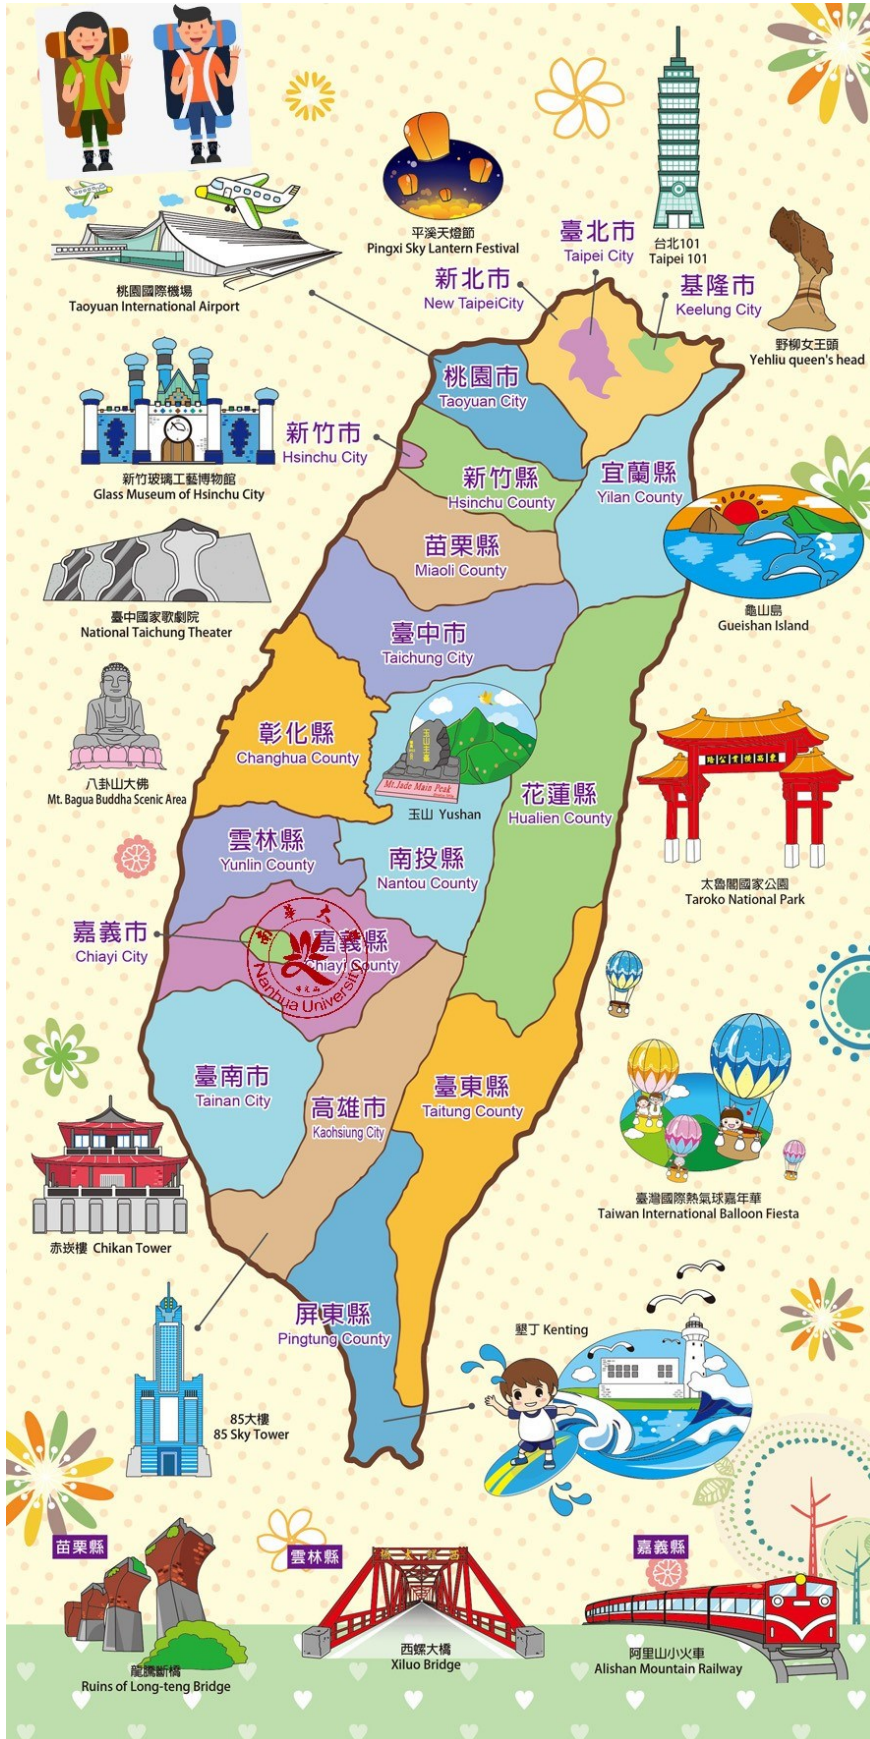 平溪天燈節
Pingxi Sky Lantern Festival
臺北市
Taipei City
台北101
Taipei 101
新北市
New TaipeiCity
基隆市
Keelung City
桃園國際機場
Taoyuan International Airport
野柳女王頭
Yehliu queen's head
桃園市
Taoyuan City
新竹市
Hsinchu City
新竹玻璃工藝博物館
Glass Museum of Hsinchu City
新竹縣
Hsinchu County
宜蘭縣
Yilan County
苗栗縣
Miaoli County
臺中國家歌劇院
National Taichung Theater
臺中市
Taichung City
龜山島
Gueishan Island
八卦山大佛
Mt. Bagua Buddha Scenic Area
彰化縣
Changhua County
玉山主峯
Mt.Jade Main Peak
玉山 Yushan
花蓮縣
Hualien County
太魯閣國家公園
Taroko National Park
雲林縣
Yunlin County
南投縣
Nantou County
嘉義市
Chiayi City
嘉義縣
Chiayi County
南華大學
Nanhua University
臺南市
Tainan City
高雄市
Kaohsiung City
臺東縣
Taitung County
臺灣國際熱氣球嘉年華
Taiwan International Balloon Fiesta
赤崁樓 Chikan Tower
屏東縣
Pingtung County
墾丁 Kenting
85大樓
85 Sky Tower
苗栗縣
龍騰斷橋
Ruins of Long-teng Bridge
雲林縣
西螺大橋
西螺大橋
Xiluo Bridge
嘉義縣
阿里山小火車
Alishan Mountain Railway